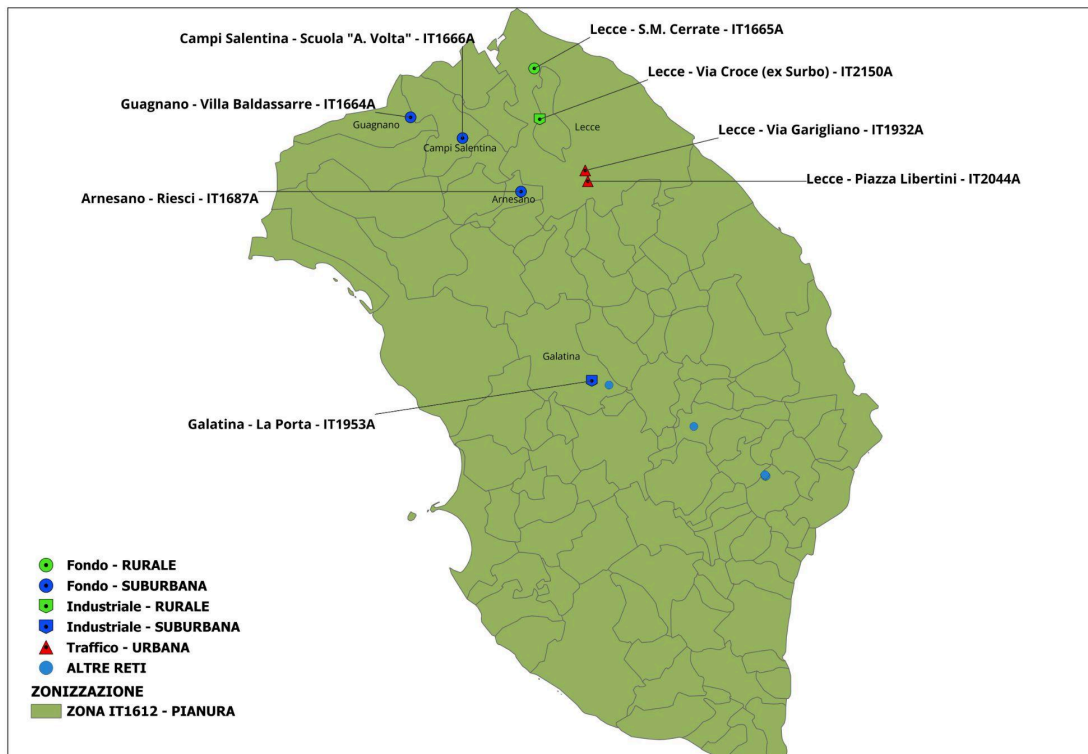 Lecce - S.M. Cerrate - IT1665A
Campi Salentina - Scuola "A. Volta" - IT1666A
Lecce - Via Croce (ex Surbo) - IT2150A
Guagnano - Villa Baldassarre - IT1664A
Guagnano
Lecce
Lecce - Via Garigliano - IT1932A
Campi Salentina
Lecce - Piazza Libertini - IT2044A
Arnesano - Riesci - IT1687A
Arnesano
Galatina
Galatina - La Porta - IT1953A
Fondo - RURALE
Fondo - SUBURBANA
Industriale - RURALE
Industriale - SUBURBANA
Traffico - URBANA
ALTRE RETI
ZONIZZAZIONE
ZONA IT1612 - PIANURA